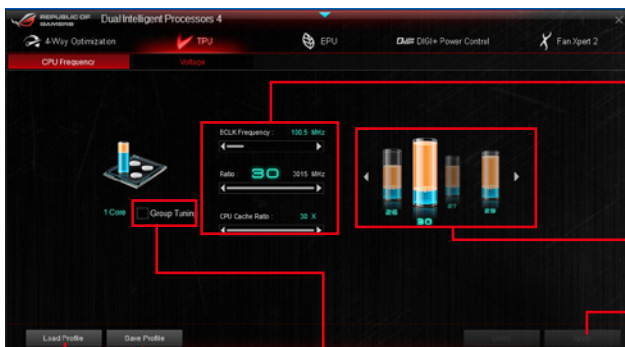 REPUBLIC OF GAMERS Dual Intelligent Processors 4
4-Way Optimization TPU EPU DIGI+ Power Control Fan Xpert 2
CPU Frequency Voltage
BCLK Frequency : 100.5 MHz
Ratio : 30 3015 MHz
CPU Cache Ratio : 30 X
1 Core Group Tuning
26 30 27 29
Load Profile Save Profile